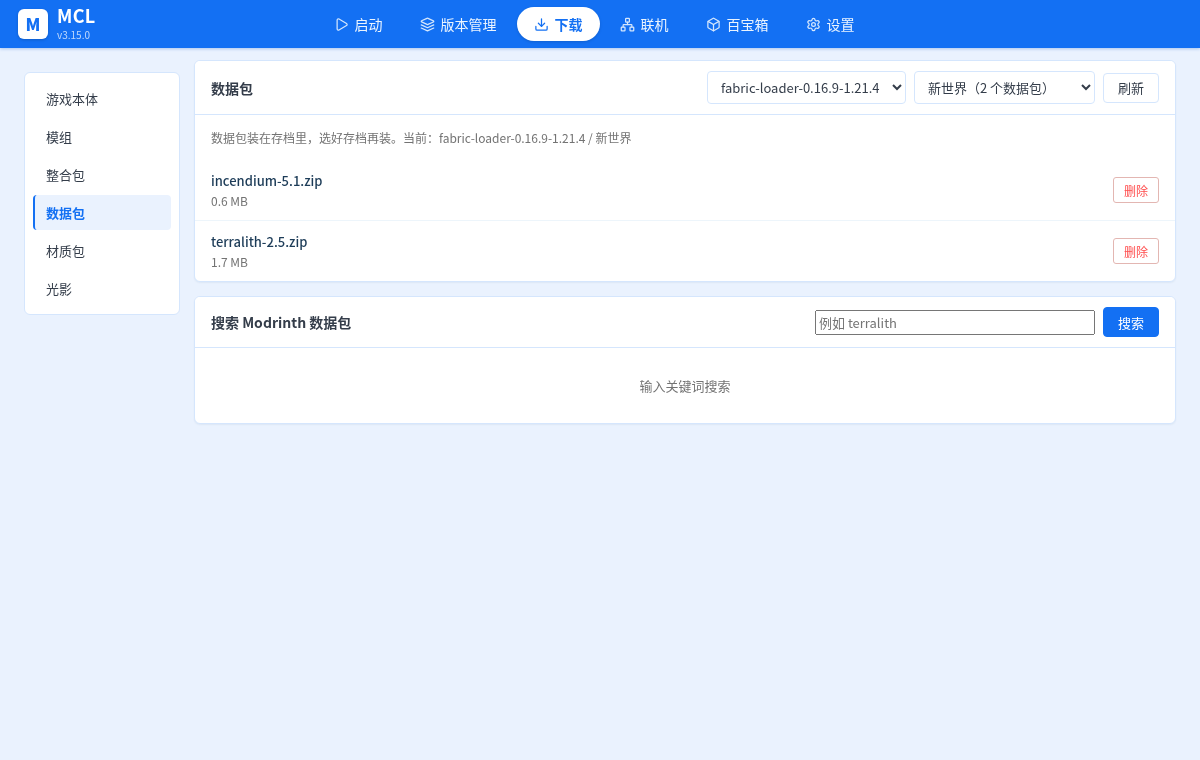 M
MCL
v3.15.0
启动
版本管理
下载
联机
百宝箱
设置
游戏本体
模组
整合包
数据包
材质包
光影
数据包
fabric-loader-0.16.9-1.21.4
新世界（2 个数据包）
刷新
数据包装在存档里，选好存档再装。当前：fabric-loader-0.16.9-1.21.4 / 新世界
incendium-5.1.zip
0.6 MB
删除
terralith-2.5.zip
1.7 MB
删除
搜索 Modrinth 数据包
例如 terralith
搜索
输入关键词搜索